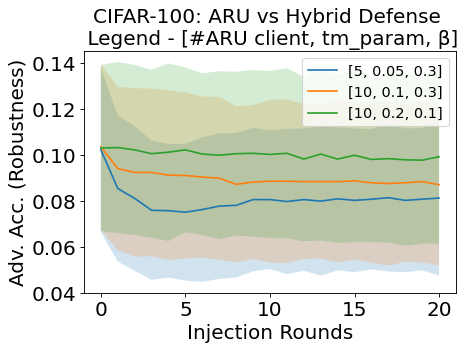 CIFAR-100: ARU vs Hybrid Defense
Legend - [#ARU client, tm_param, β]
Adv. Acc. (Robustness)
0.14
0.12
0.10
0.08
0.06
0.04
[5, 0.05, 0.3]
[10, 0.1, 0.3]
[10, 0.2, 0.1]
0 5 10 15 20
Injection Rounds